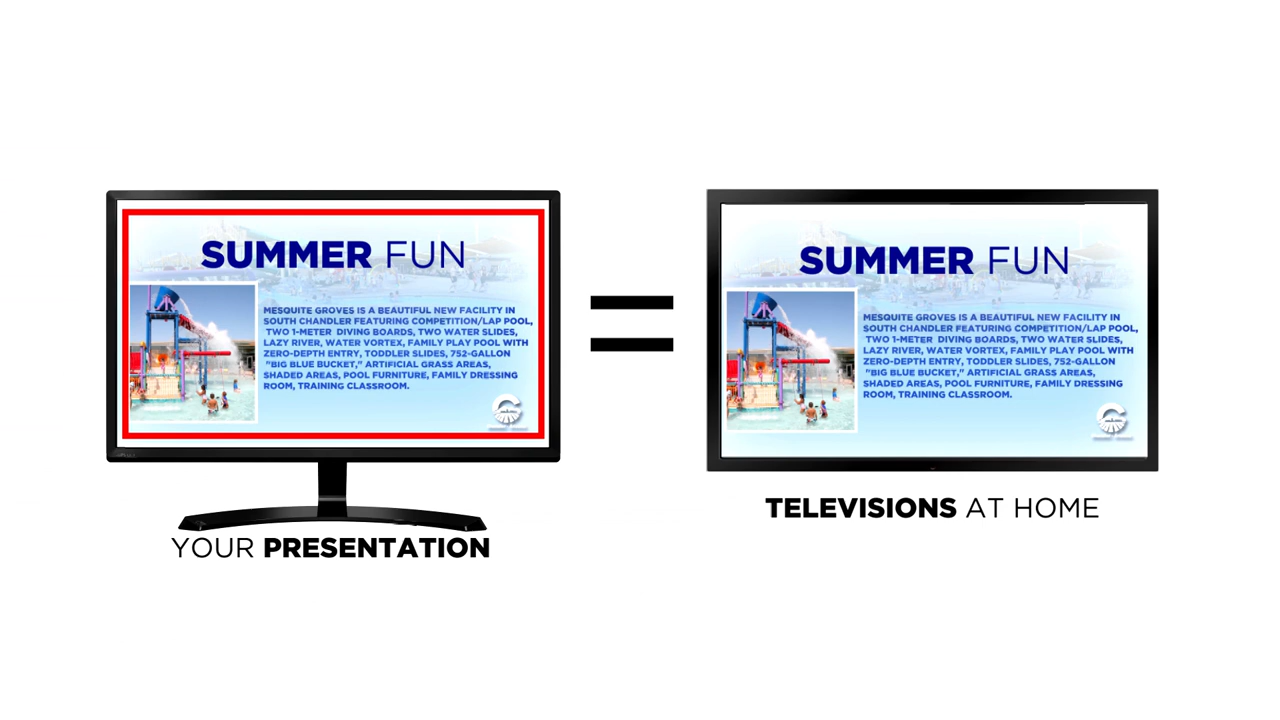 SUMMER FUN
MESQUITE GROVES IS A BEAUTIFUL NEW FACILITY IN
SOUTH CHANDLER FEATURING COMPETITION/LAP POOL,
TWO 1-METER DIVING BOARDS, TWO WATER SLIDES,
LAZY RIVER, WATER VORTEX, FAMILY PLAY POOL WITH
ZERO-DEPTH ENTRY, TODDLER SLIDES, 752-GALLON
"BIG BLUE BUCKET," ARTIFICIAL GRASS AREAS,
SHADED AREAS, POOL FURNITURE, FAMILY DRESSING
ROOM, TRAINING CLASSROOM.
YOUR PRESENTATION
=
SUMMER FUN
MESQUITE GROVES IS A BEAUTIFUL NEW FACILITY IN
SOUTH CHANDLER FEATURING COMPETITION/LAP POOL,
TWO 1-METER DIVING BOARDS, TWO WATER SLIDES,
LAZY RIVER, WATER VORTEX, FAMILY PLAY POOL WITH
ZERO-DEPTH ENTRY, TODDLER SLIDES, 752-GALLON
"BIG BLUE BUCKET," ARTIFICIAL GRASS AREAS,
SHADED AREAS, POOL FURNITURE, FAMILY DRESSING
ROOM, TRAINING CLASSROOM.
TELEVISIONS AT HOME